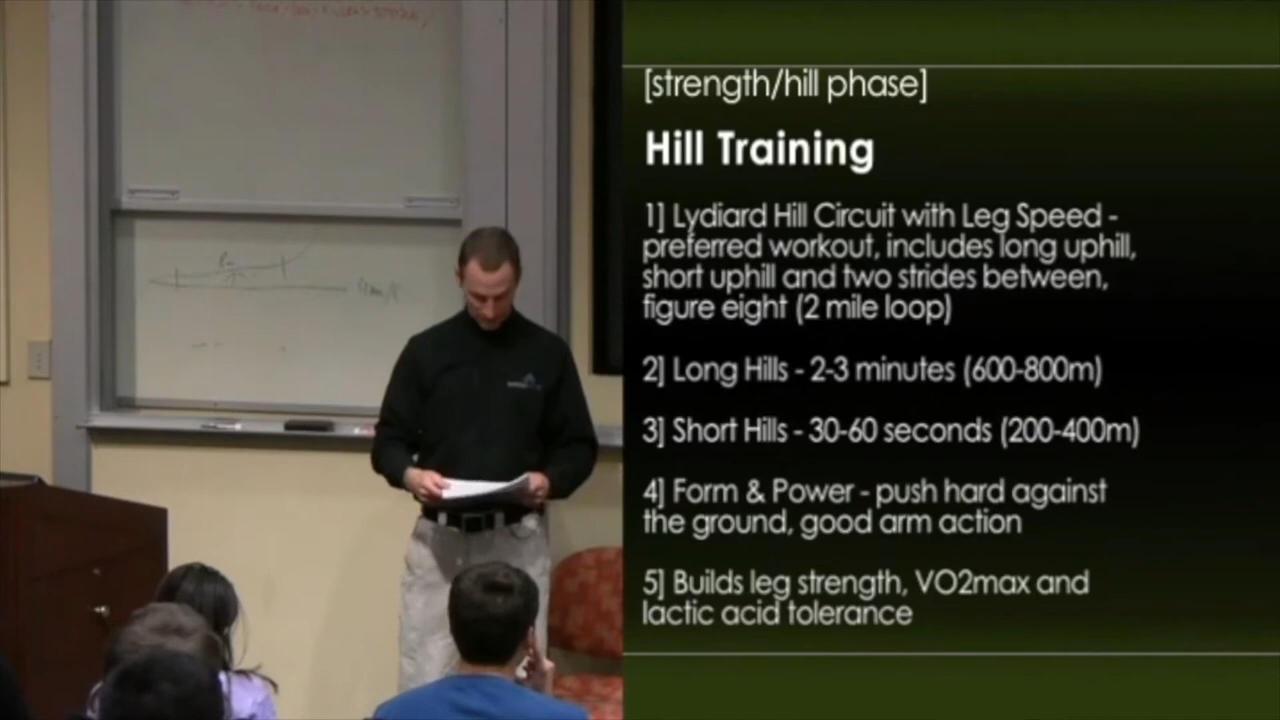 [strength/hill phase]
Hill Training
1] Lydiard Hill Circuit with Leg Speed -
preferred workout, includes long uphill,
short uphill and two strides between,
figure eight (2 mile loop)
2] Long Hills - 2-3 minutes (600-800m)
3] Short Hills - 30-60 seconds (200-400m)
4] Form & Power - push hard against
the ground, good arm action
5] Builds leg strength, VO2max and
lactic acid tolerance